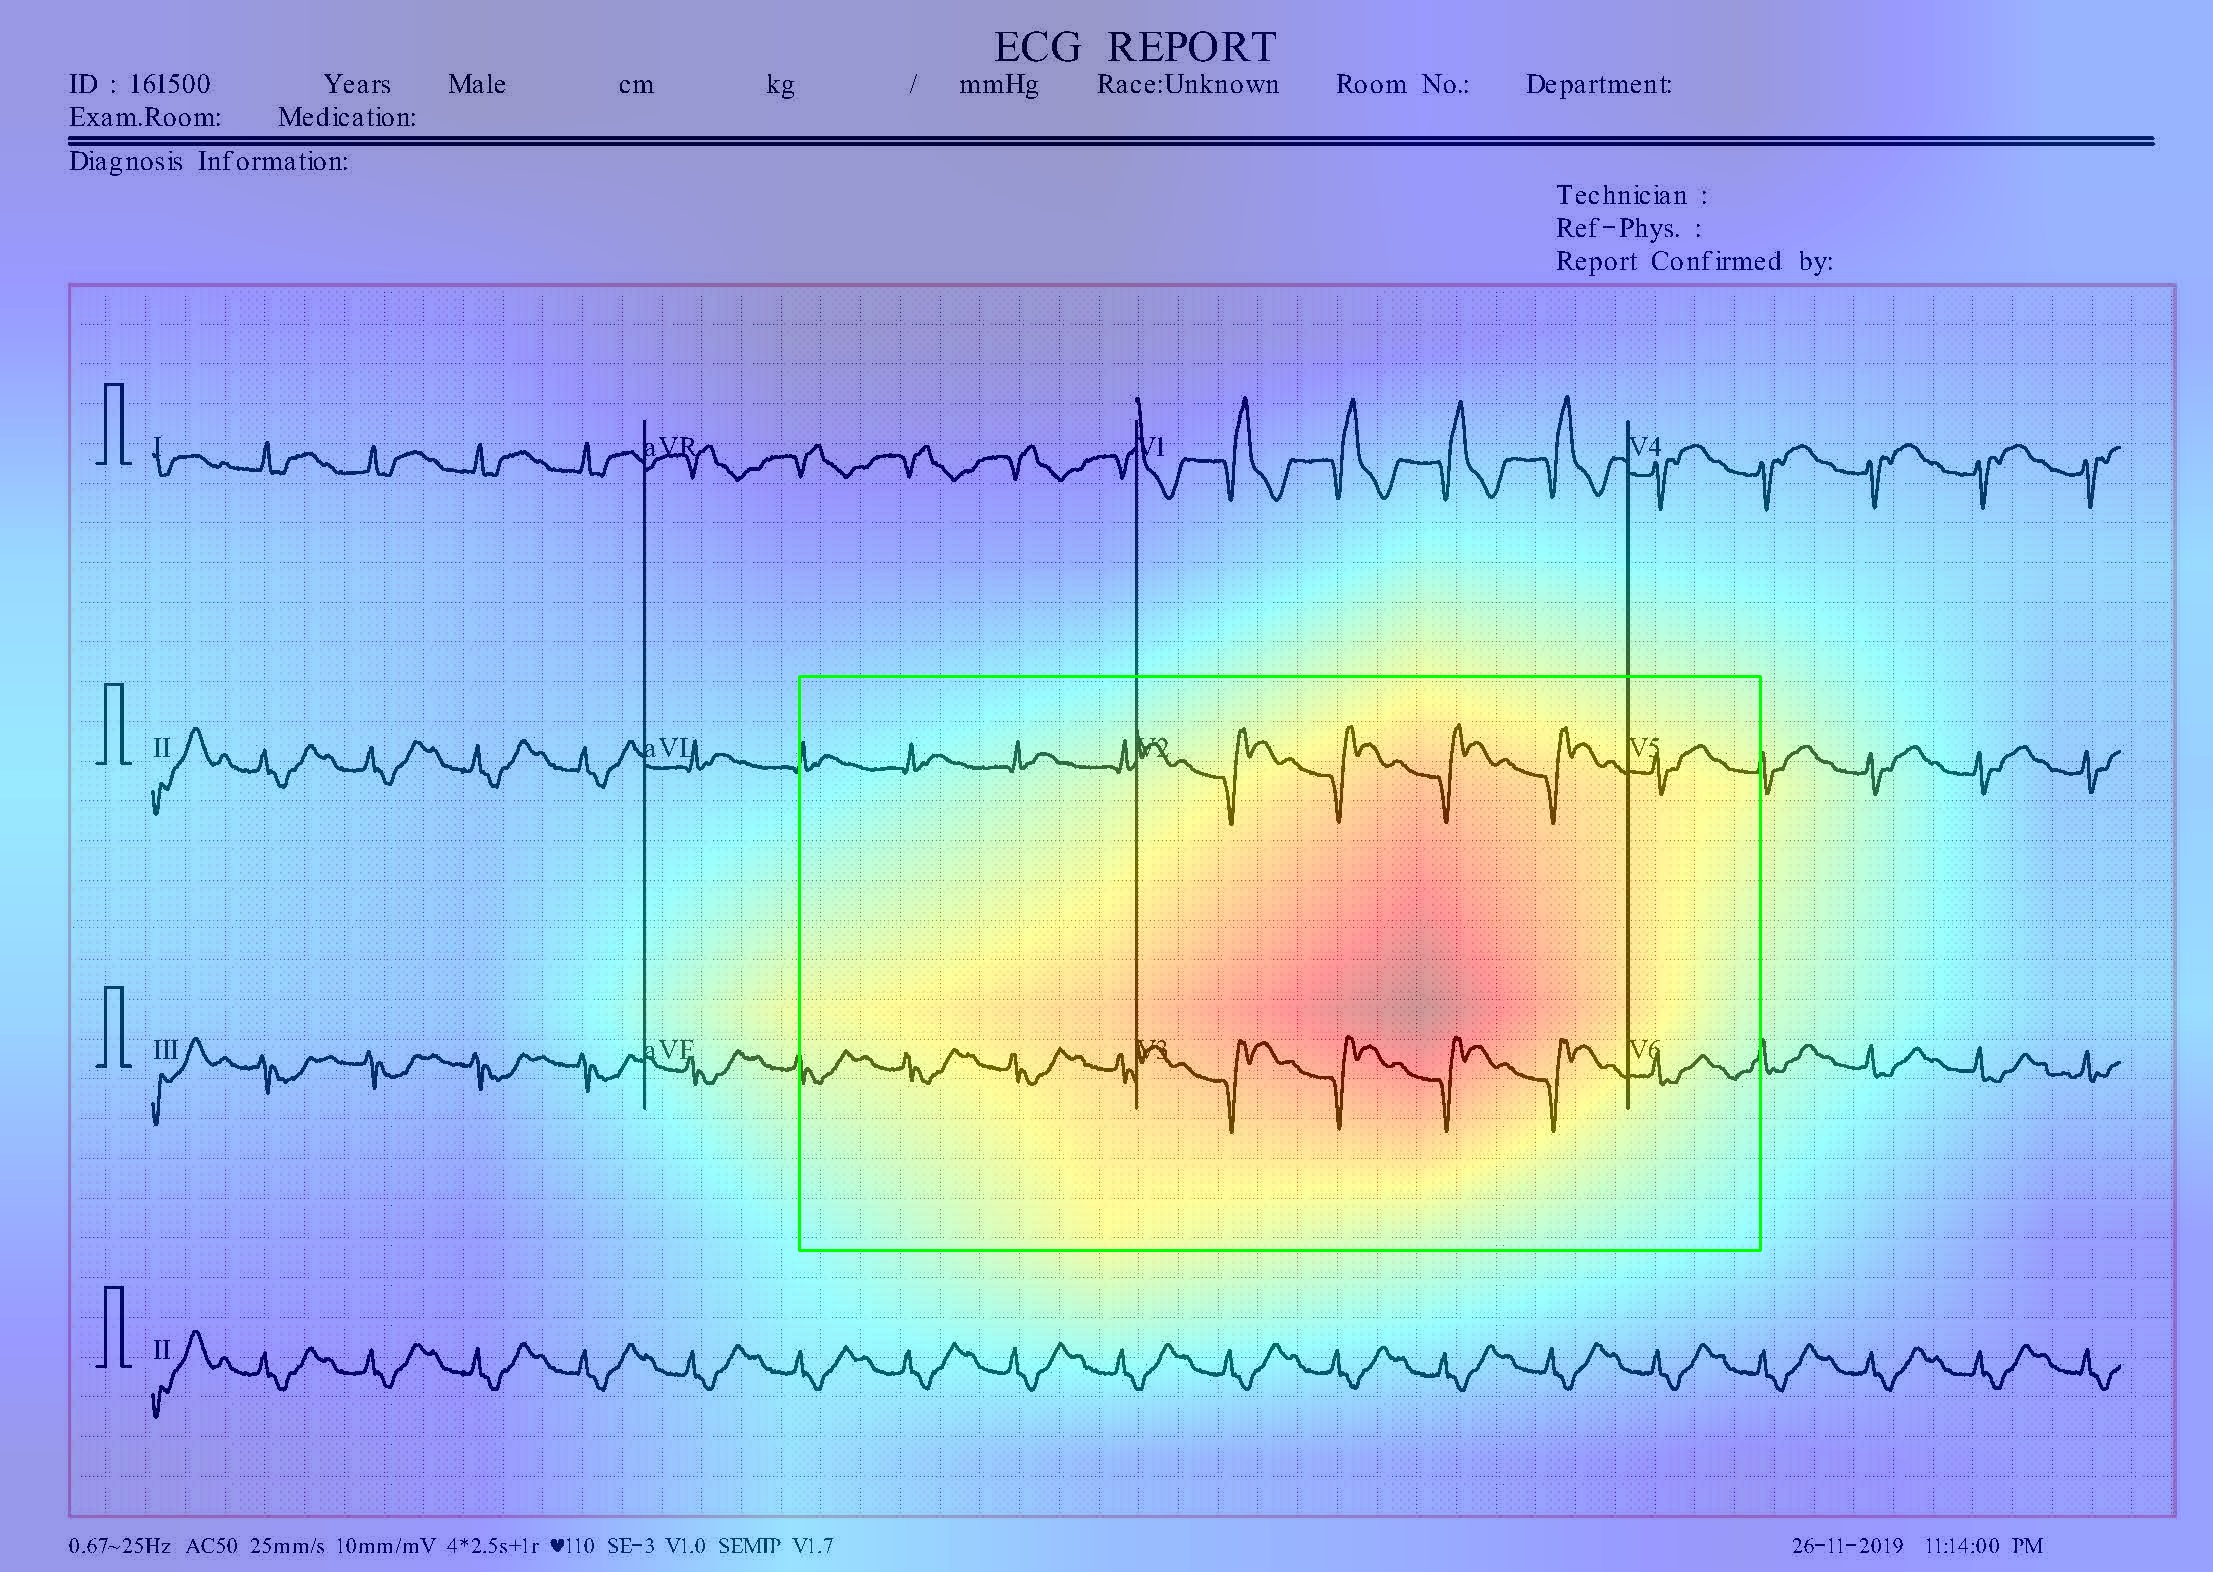 ECG REPORT
ID : 161500 Years Male cm kg / mmHg Race:Unknown Room No.: Department:
Exam.Room: Medication:
Diagnosis Information:
Technician :
Ref-Phys. :
Report Confirmed by:
I aVR V1 V4
II aVL V2 V5
III aVF V3 V6
II
0.67~25Hz AC50 25mm/s 10mm/mV 4*2.5s+1r ♥110 SE-3 V1.0 SEMIP V1.7 26-11-2019 11:14:00 PM